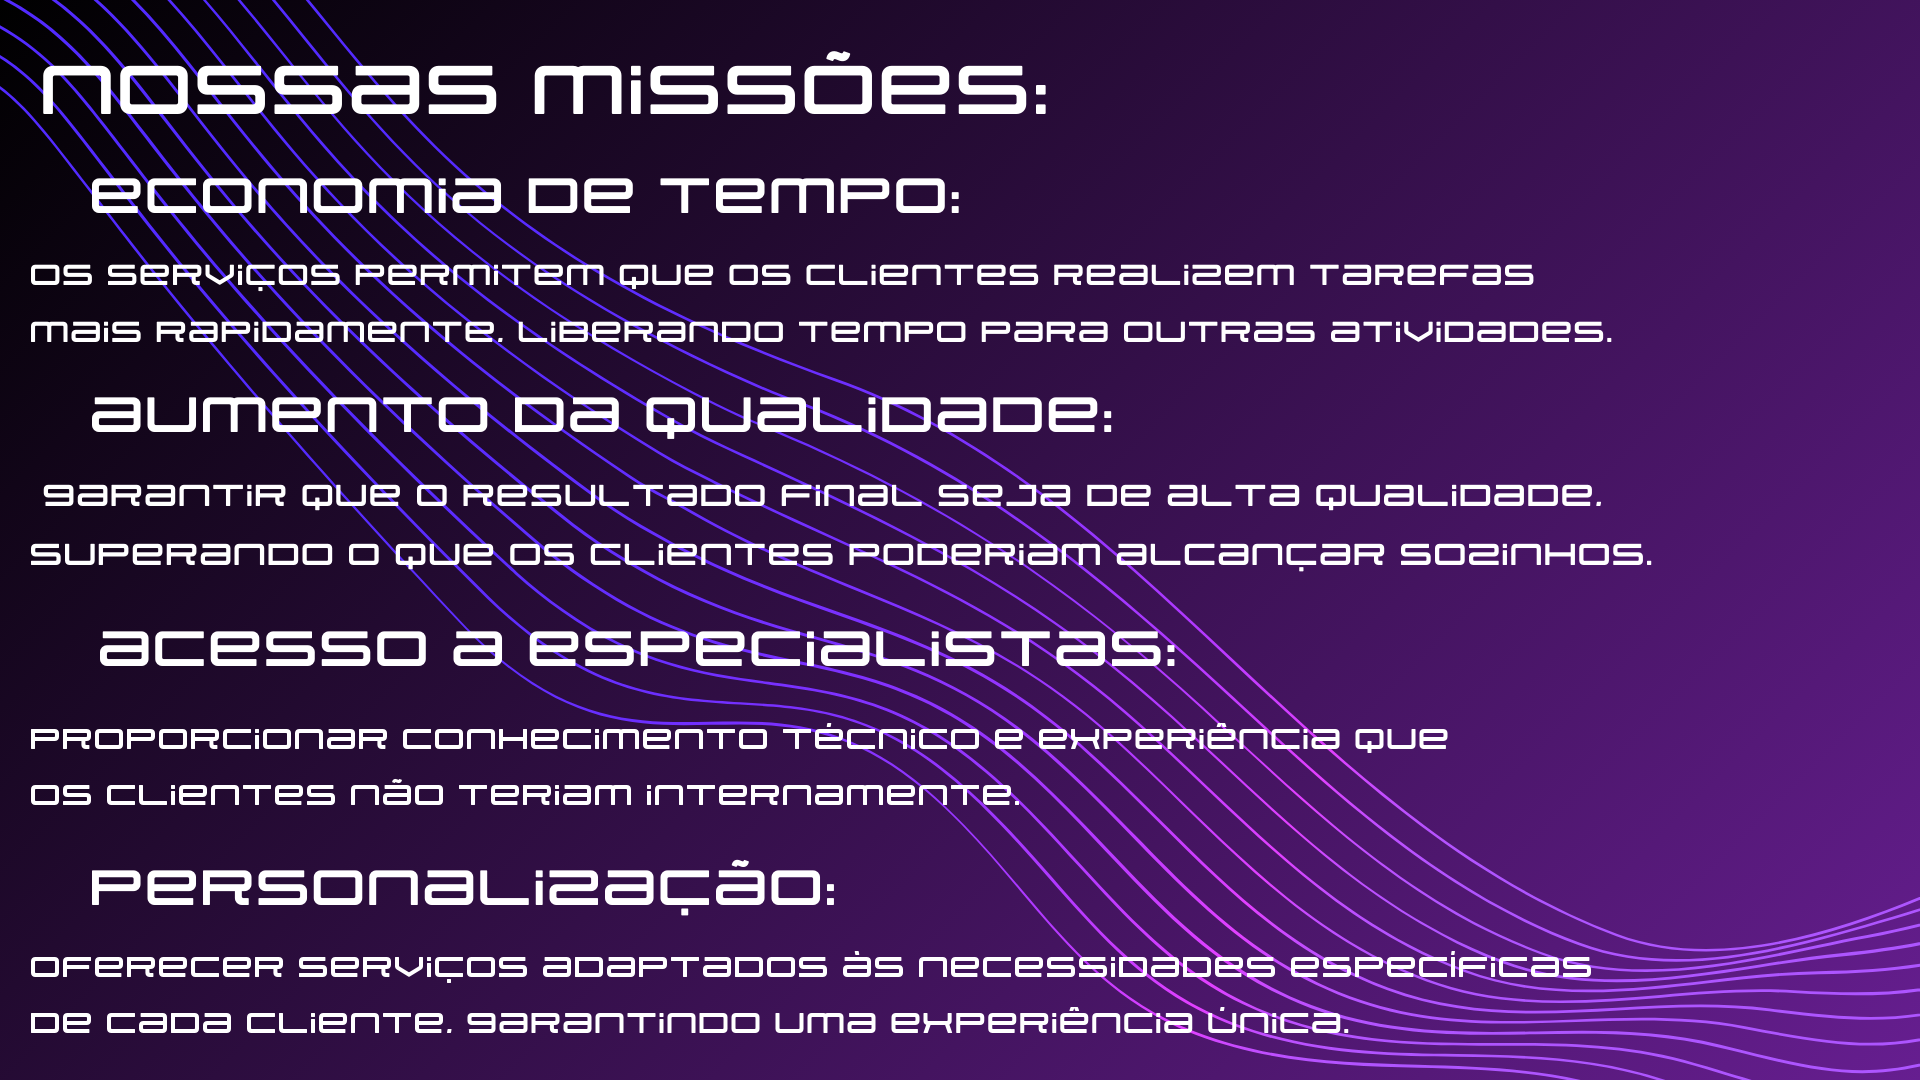 Nossas Missões:
Economia de Tempo:
Os serviços permitem que os clientes realizem tarefas
mais rapidamente, liberando tempo para outras atividades.
Aumento da Qualidade:
Garantir que o resultado final seja de alta qualidade,
superando o que os clientes poderiam alcançar sozinhos.
Acesso a Especialistas:
Proporcionar conhecimento técnico e experiência que
os clientes não teriam internamente.
Personalização:
Oferecer serviços adaptados às necessidades específicas
de cada cliente, garantindo uma experiência única.